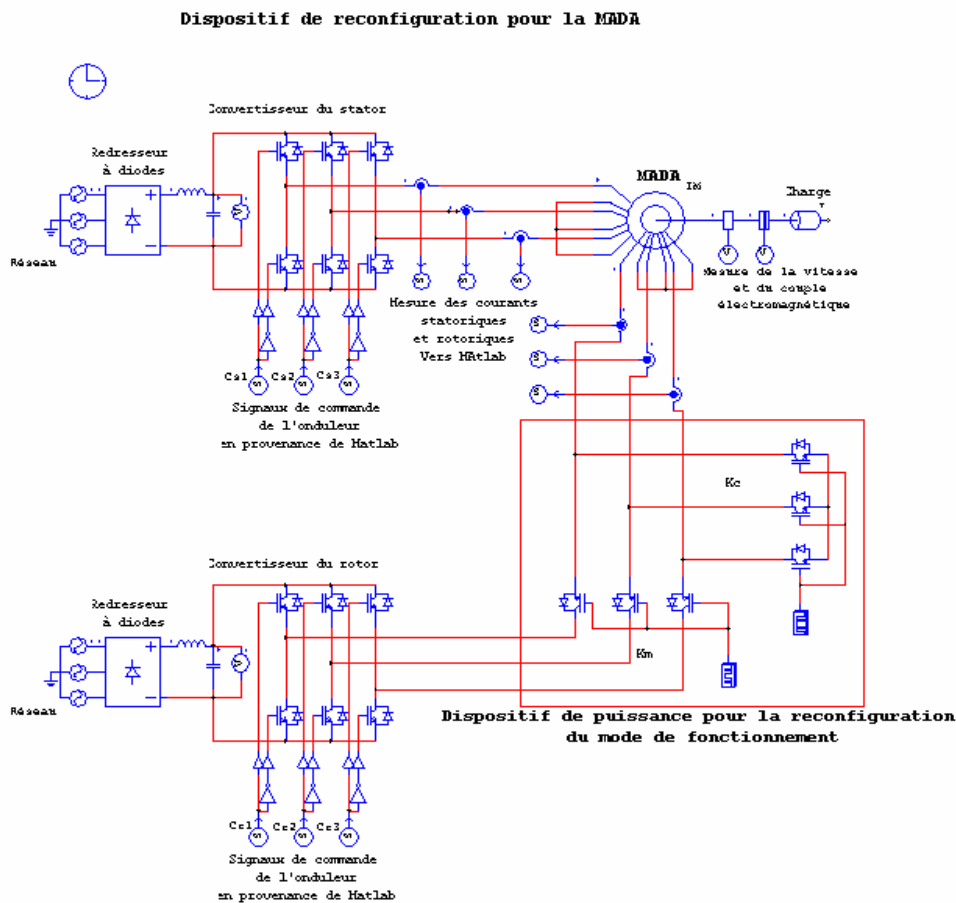 Dispositif de reconfiguration pour la MADA
Convertisseur du stator
Redresseur
à diodes
Réseau
MADA
IM
Charge
Mesure de la vitesse
et du couple
électromagnétique
Mesure des courants
statoriques
et rotoriques
Vers MAtlab
Cs1
Cs2
Cs3
Signaux de commande
de l'onduleur
en provenance de Matlab
Kc
Km
Convertisseur du rotor
Redresseur
à diodes
Réseau
Dispositif de puissance pour la reconfiguration
du mode de fonctionnement
Cr1
Cr2
Cr3
Signaux de commande
de l'onduleur
en provenance de Matlab